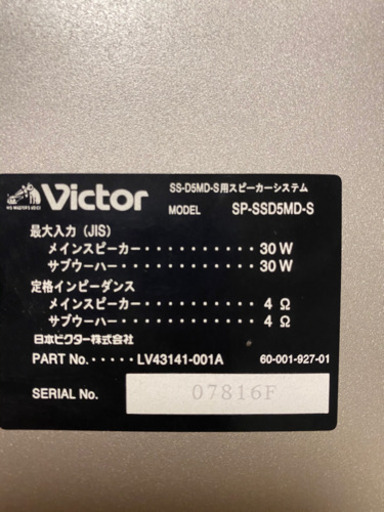 Victor
SS-D5MD-S用スピーカーシステム
MODEL SP-SSD5MD-S
最大入力 (JIS)
メインスピーカー・・・・・・・・・・30 W
サブウーハー・・・・・・・・・・・・30 W
定格インピーダンス
メインスピーカー・・・・・・・・・・4 Ω
サブウーハー・・・・・・・・・・・・4 Ω
日本ビクター株式会社
PART No.・・・・・LV43141-001A 60-001-927-01
SERIAL No. 07816F